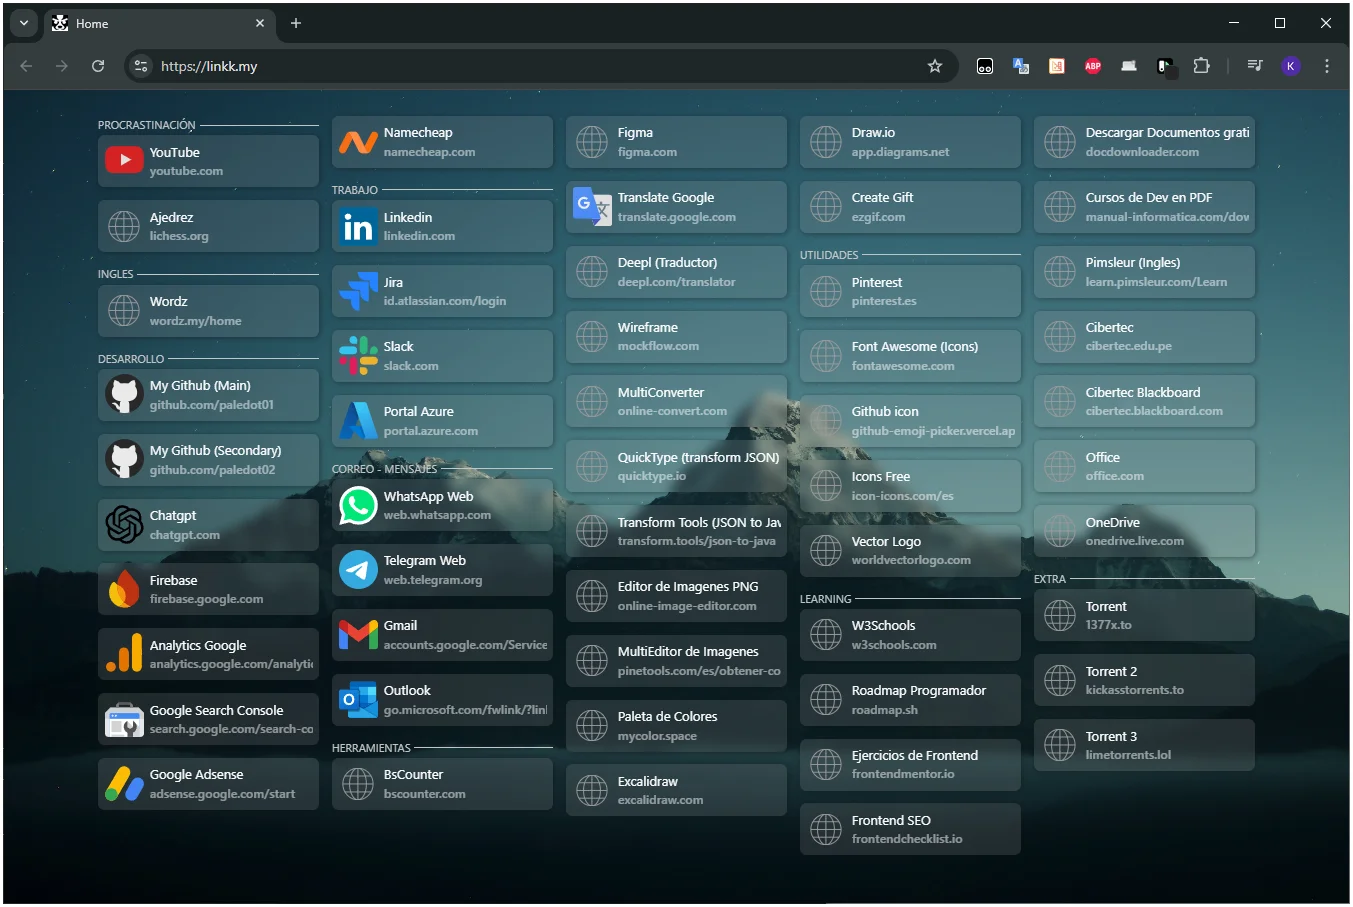 Home
https://linkk.my
ABP
K
PROCRASTINACIÓN
YouTube
youtube.com
Ajedrez
lichess.org
INGLES
Wordz
wordz.my/home
DESARROLLO
My Github (Main)
github.com/paledot01
My Github (Secondary)
github.com/paledot02
Chatgpt
chatgpt.com
Firebase
firebase.google.com
Analytics Google
analytics.google.com/analytic
Google Search Console
search.google.com/search-co
Google Adsense
adsense.google.com/start
Namecheap
namecheap.com
TRABAJO
in
Linkedin
linkedin.com
Jira
id.atlassian.com/login
Slack
slack.com
Portal Azure
portal.azure.com
CORREO - MENSAJES
WhatsApp Web
web.whatsapp.com
Telegram Web
web.telegram.org
Gmail
accounts.google.com/Service
Outlook
go.microsoft.com/fwlink/?linl
HERRAMIENTAS
BsCounter
bscounter.com
Figma
figma.com
Translate Google
translate.google.com
Deepl (Traductor)
deepl.com/translator
Wireframe
mockflow.com
MultiConverter
online-convert.com
QuickType (transform JSON)
quicktype.io
Transform Tools (JSON to Jav
transform.tools/json-to-java
Editor de Imagenes PNG
online-image-editor.com
MultiEditor de Imagenes
pinetools.com/es/obtener-co
Paleta de Colores
mycolor.space
Excalidraw
excalidraw.com
Draw.io
app.diagrams.net
Create Gift
ezgif.com
UTILIDADES
Pinterest
pinterest.es
Font Awesome (Icons)
fontawesome.com
Github icon
github-emoji-picker.vercel.ap
Icons Free
icon-icons.com/es
Vector Logo
worldvectorlogo.com
LEARNING
W3Schools
w3schools.com
Roadmap Programador
roadmap.sh
Ejercicios de Frontend
frontendmentor.io
Frontend SEO
frontendchecklist.io
Descargar Documentos grati
docdownloader.com
Cursos de Dev en PDF
manual-informatica.com/dow
Pimsleur (Ingles)
learn.pimsleur.com/Learn
Cibertec
cibertec.edu.pe
Cibertec Blackboard
cibertec.blackboard.com
Office
office.com
OneDrive
onedrive.live.com
EXTRA
Torrent
1377x.to
Torrent 2
kickasstorrents.to
Torrent 3
limetorrents.lol